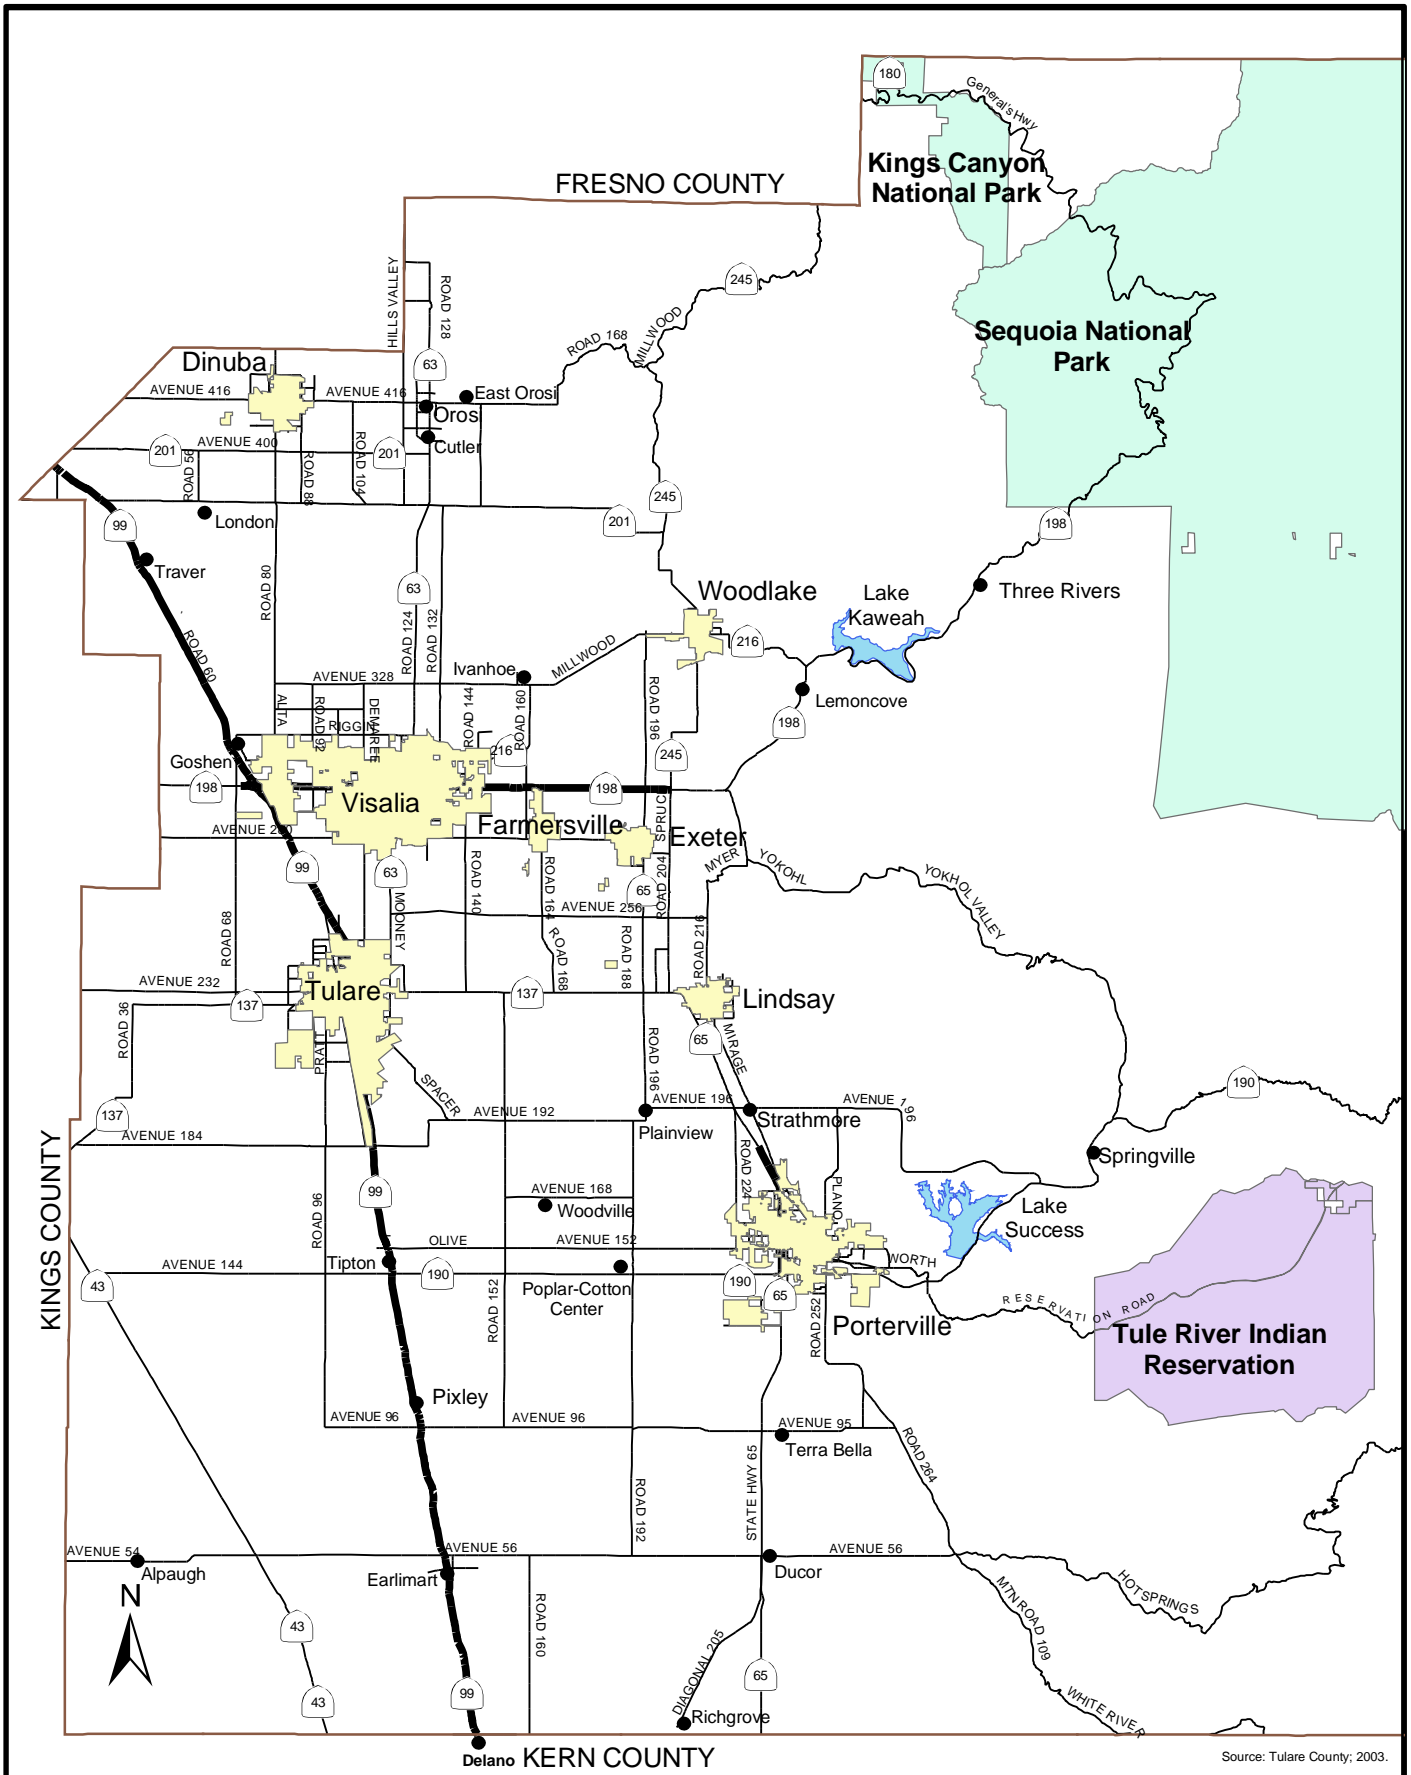 180
General's Hwy
Kings Canyon
National Park
FRESNO COUNTY
HILLS VALLEY
ROAD 128
245
MILLWOOD
ROAD 168
Sequoia National
Park
Dinuba
63
AVENUE 416
AVENUE 416
East Orosi
Orosi
Cutler
AVENUE 400
201
201
ROAD 56
ROAD 88
ROAD 104
245
201
99
London
198
Traver
ROAD 80
63
Woodlake
Lake
Kaweah
Three Rivers
ROAD 60
ROAD 124
ROAD 132
216
MILLWOOD
Ivanhoe
AVENUE 328
Lemoncove
ALTA
ROAD 92
RIGGIN
DEMAREE
ROAD 144
ROAD 160
216
ROAD 196
198
245
Goshen
198
198
Visalia
Farmersville
SPRUCE
Exeter
AVENUE 280
MYER
YOKOHL
YOKHOL VALLEY
99
63
ROAD 140
ROAD 164
65
ROAD 204
MOONEY
AVENUE 256
ROAD 68
ROAD 168
ROAD 188
ROAD 216
AVENUE 232
137
Tulare
137
Lindsay
ROAD 36
PRATT
65
MIRAGE
ROAD 196
SPACER
190
137
AVENUE 192
AVENUE 196
AVENUE 196
Strathmore
Plainview
AVENUE 184
KINGS COUNTY
Springville
ROAD 224
99
AVENUE 168
Woodville
PLANO
Lake
Success
ROAD 96
OLIVE
AVENUE 152
Tipton
AVENUE 144
190
Poplar-Cotton
Center
190
65
WORTH
43
ROAD 152
ROAD 252
Porterville
RESERVATION ROAD
Tule River Indian
Reservation
Pixley
AVENUE 96
AVENUE 96
AVENUE 95
Terra Bella
ROAD 264
STATE HWY 65
ROAD 192
AVENUE 54
Alpaugh
AVENUE 56
AVENUE 56
Earlimart
Ducor
N
HOT SPRINGS
MTN ROAD 109
43
ROAD 160
DIAGONAL 205
65
43
99
Richgrove
WHITE RIVER
Delano
KERN COUNTY
Source: Tulare County; 2003.